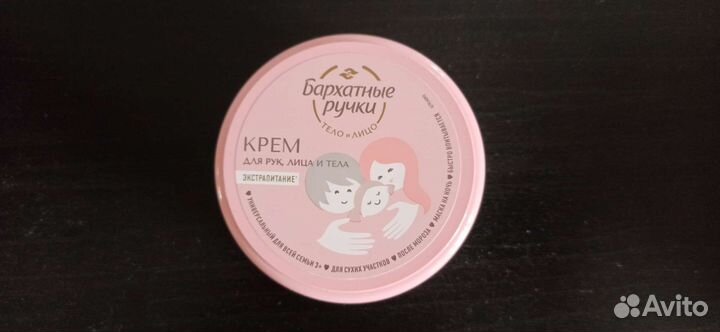 Бархатные
ручки
ТЕЛО и ЛИЦО
КРЕМ
ДЛЯ РУК, ЛИЦА И ТЕЛА
ЭКСТРАПИТАНИЕ
♥ УНИВЕРСАЛЬНЫЙ ДЛЯ ВСЕЙ СЕМЬИ 3+ ♥ ДЛЯ СУХИХ УЧАСТКОВ ♥ ПОСЛЕ МОРОЗА ♥ МАСКА НА НОЧЬ ♥ БЫСТРО ВПИТЫВАЕТСЯ
Avito